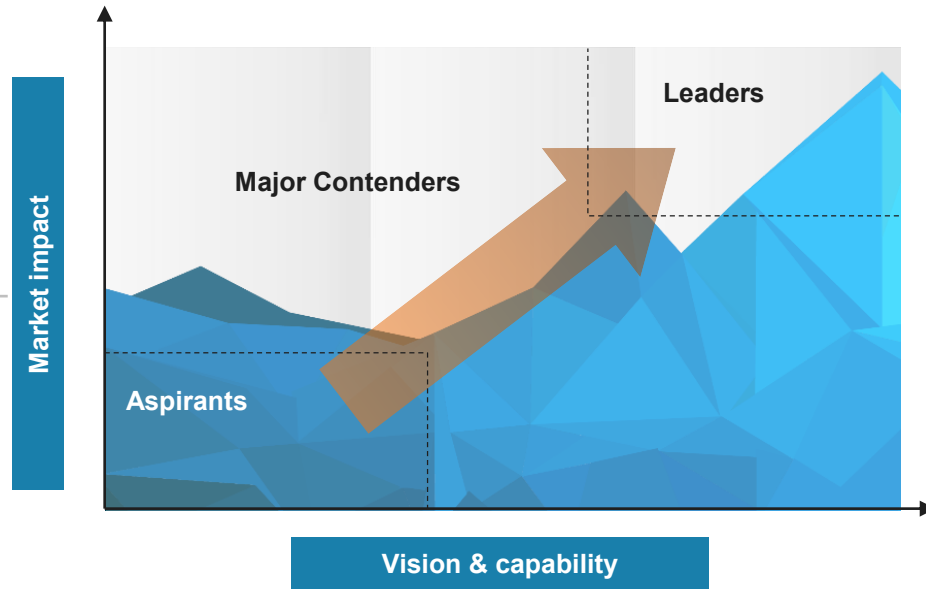 Leaders
Major Contenders
Market impact
Aspirants
Vision & capability